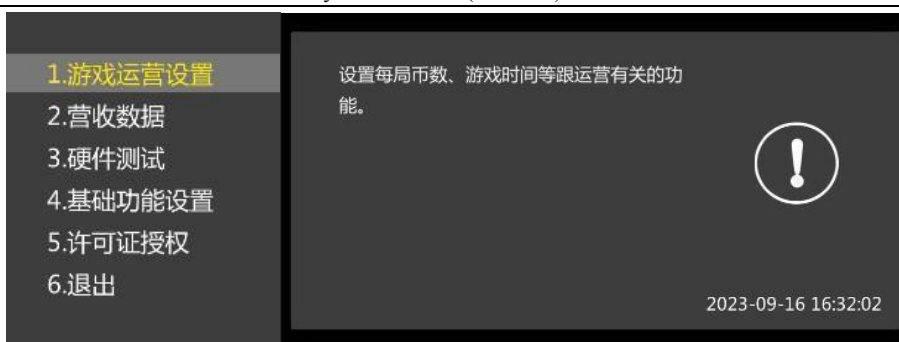 1.游戏运营设置
2.营收数据
3.硬件测试
4.基础功能设置
5.许可证授权
6.退出
设置每局币数、游戏时间等跟运营有关的功
能。
2023-09-16 16:32:02